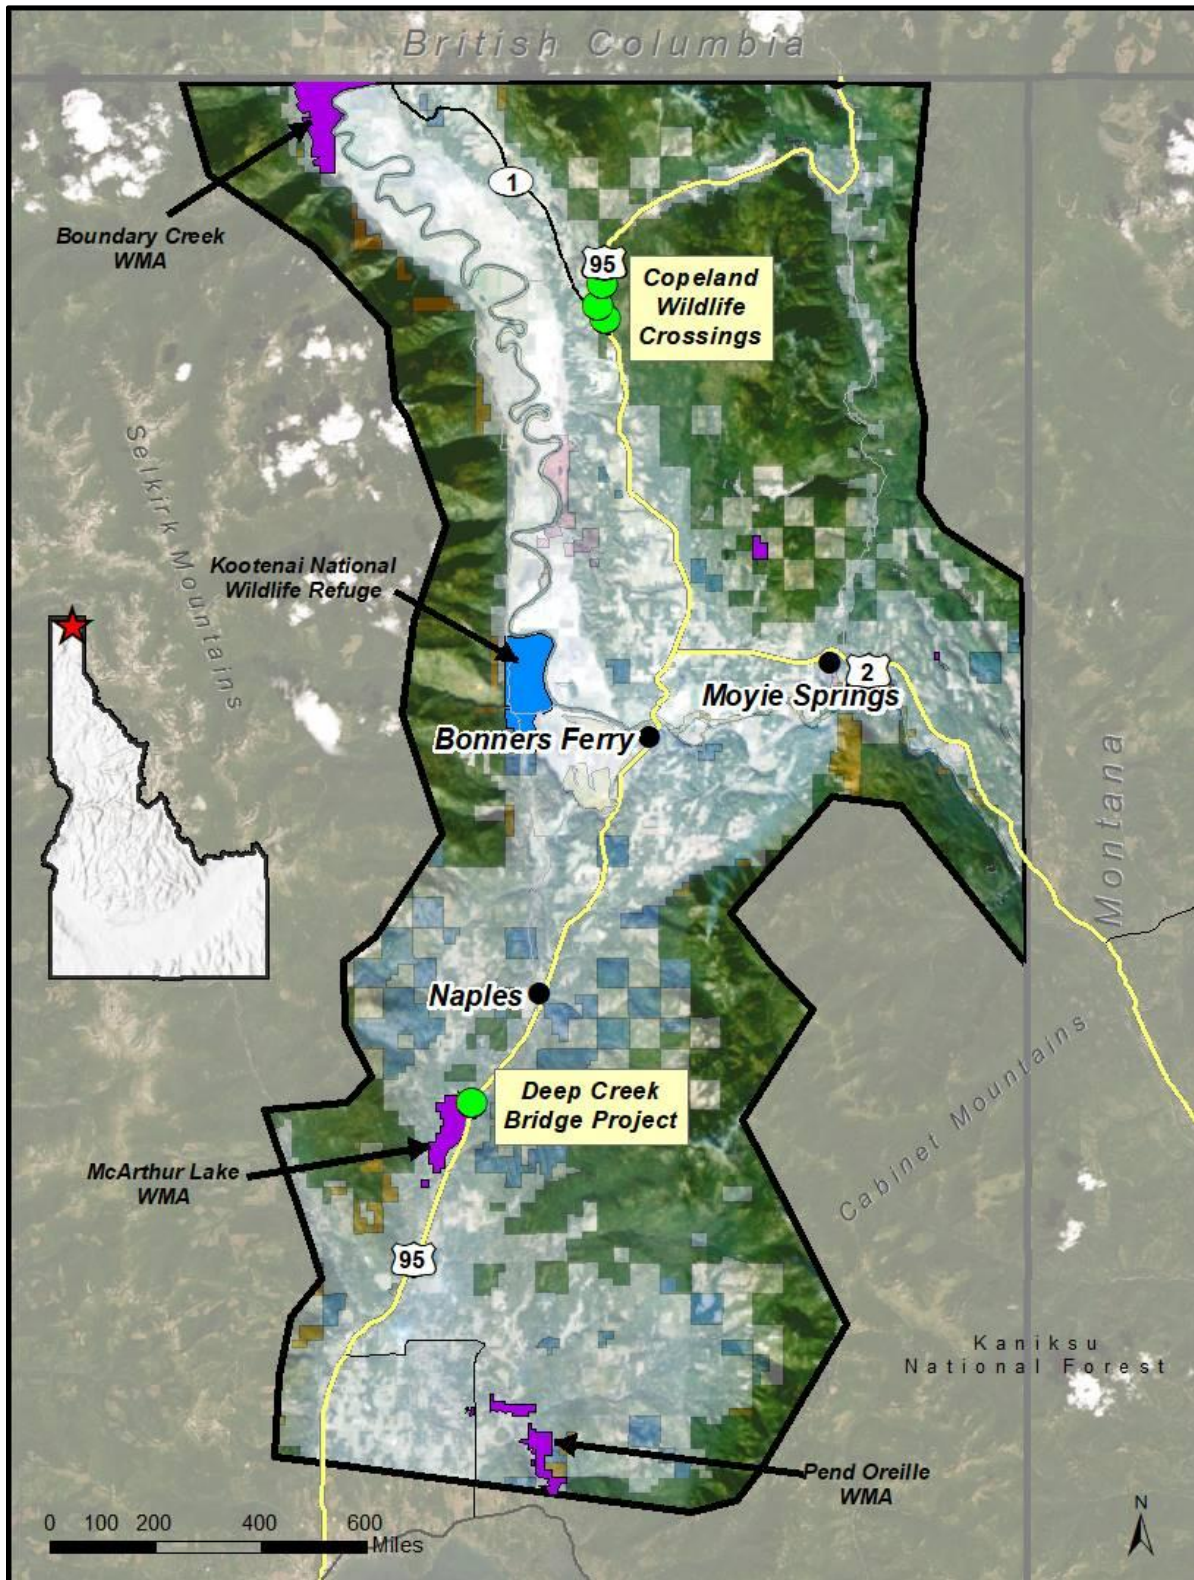 British Columbia
1
Boundary Creek
WMA
95
Copeland
Wildlife
Crossings
Selkirk Mountains
Kootenai National
Wildlife Refuge
2
Moyie Springs
Bonners Ferry
Montana
Naples
Deep Creek
Bridge Project
Cabinet Mountains
McArthur Lake
WMA
95
Kaniksu
National Forest
Pend Oreille
WMA
N
0 100 200 400 600
Miles